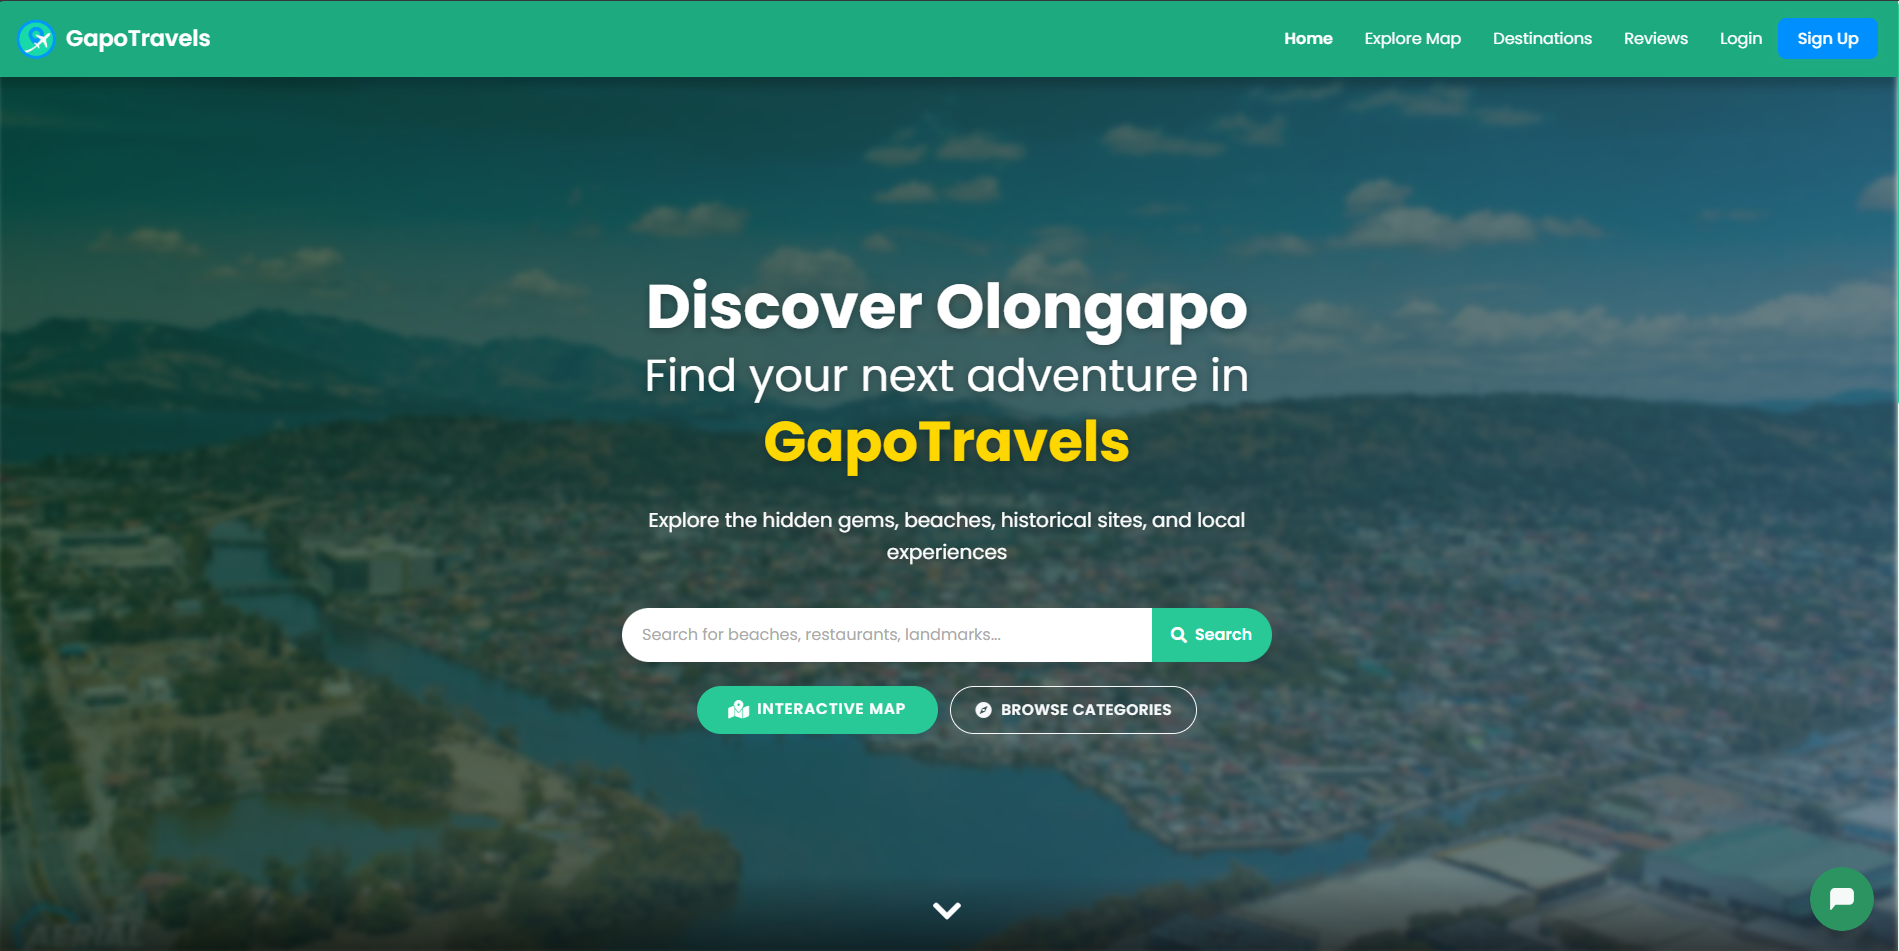 GapoTravels
Home
Explore Map
Destinations
Reviews
Login
Sign Up
Discover Olongapo
Find your next adventure in
GapoTravels
Explore the hidden gems, beaches, historical sites, and local
experiences
Search for beaches, restaurants, landmarks...
Search
INTERACTIVE MAP
BROWSE CATEGORIES
AERIAL